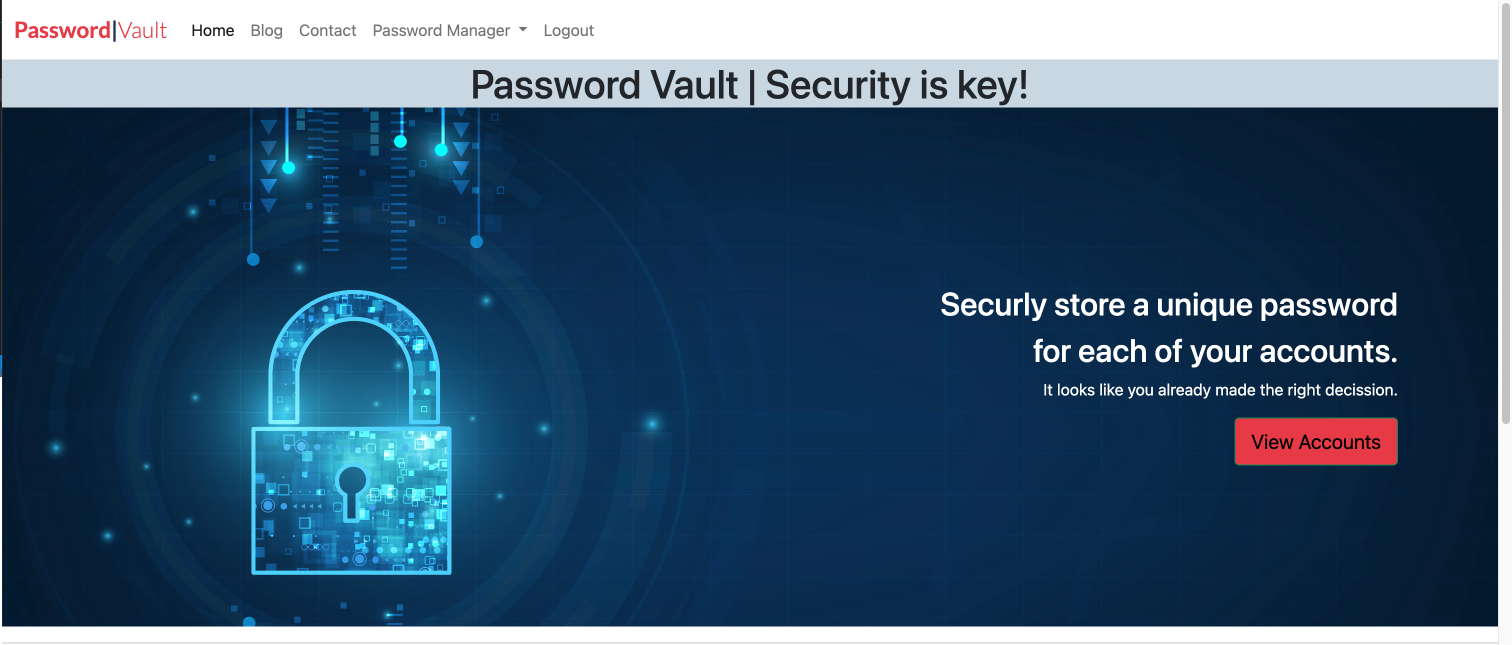 Password|Vault Home Blog Contact Password Manager Logout
Password Vault | Security is key!
Securly store a unique password
for each of your accounts.
It looks like you already made the right decission.
View Accounts